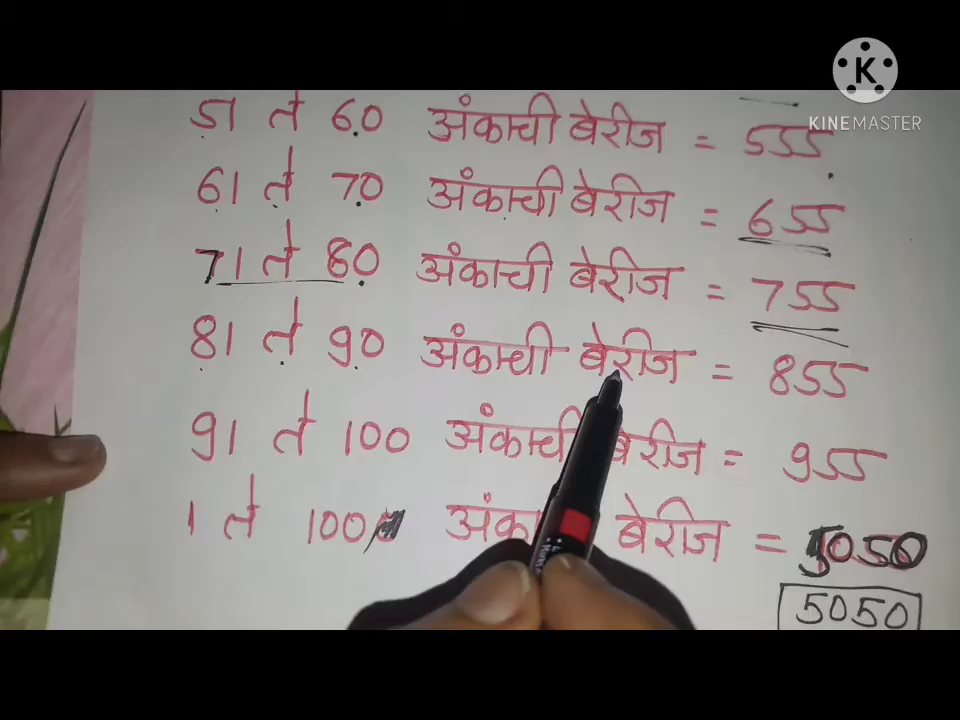 K
KINEMASTER
51 ते 60 अंकाची बेरीज = 555
61 ते 70 अंकाची बेरीज = 655
71 ते 80 अंकाची बेरीज = 755
81 ते 90 अंकाची बेरीज = 855
91 ते 100 अंकाची बेरीज = 955
1 ते 100 अंका बेरीज = 5050
5050